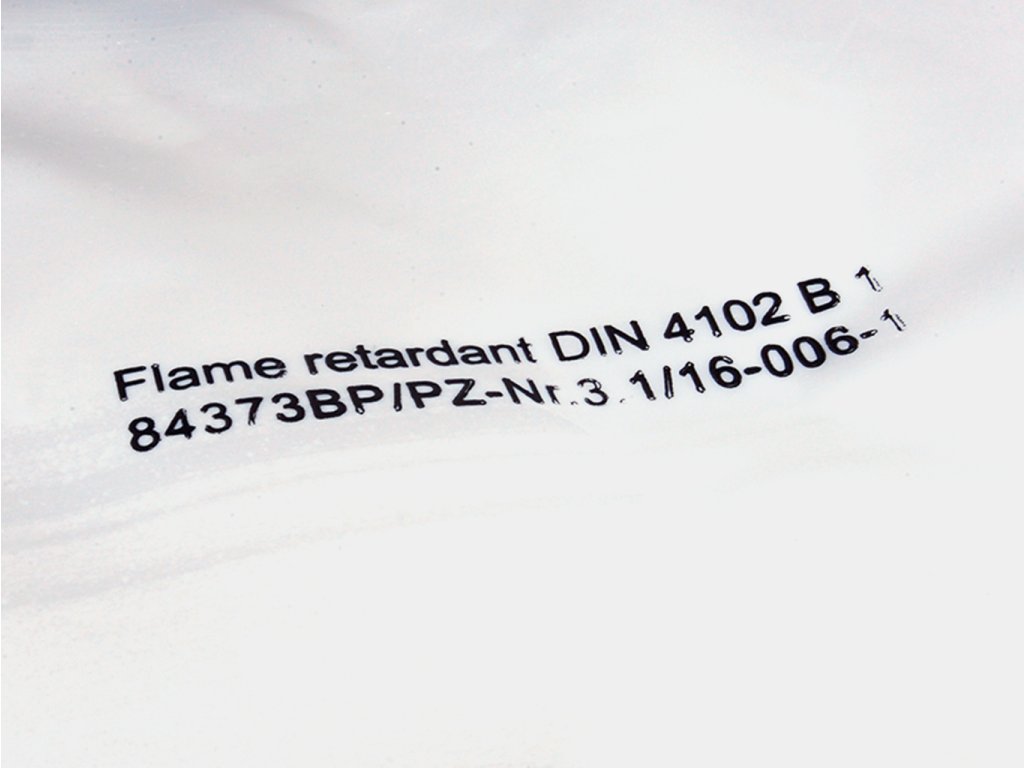 Flame retardant DIN 4102 B 1
84373BP/PZ-Nr.3.1/16-006-1